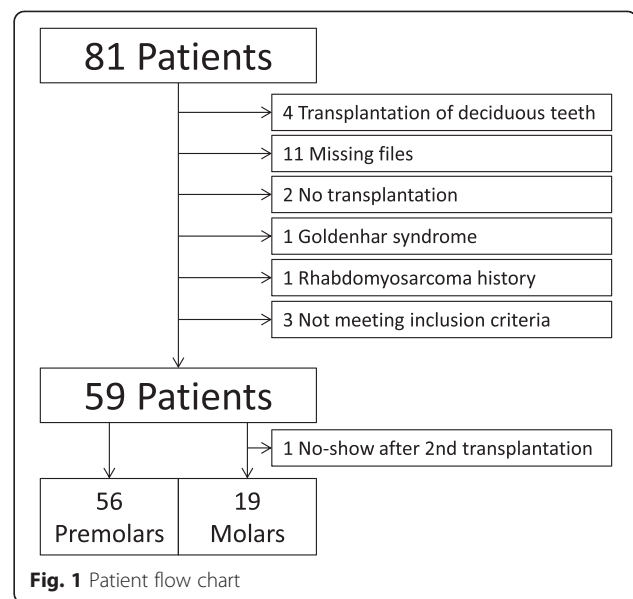 81 Patients
4 Transplantation of deciduous teeth
11 Missing files
2 No transplantation
1 Goldenhar syndrome
1 Rhabdomyosarcoma history
3 Not meeting inclusion criteria
59 Patients
1 No-show after 2nd transplantation
56
Premolars
19
Molars
Fig. 1 Patient flow chart